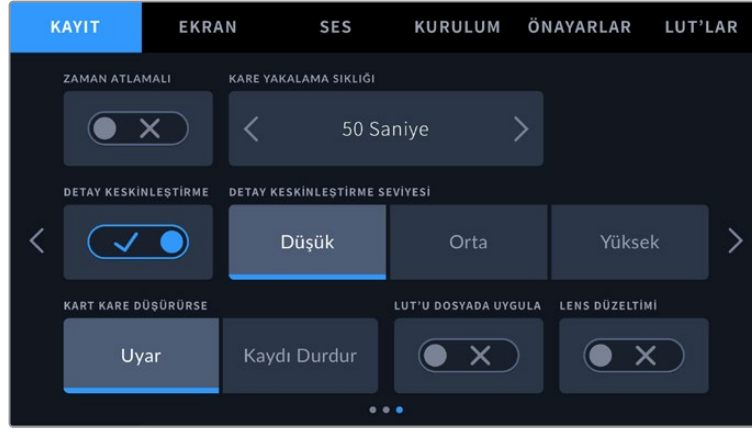 KAYIT EKRAN SES KURULUM ÖNAYARLAR LUT’LAR
ZAMAN ATLAMALI KARE YAKALAMA SIKLIĞI
50 Saniye
DETAY KESKİNLEŞTİRME DETAY KESKİNLEŞTİRME SEVİYESİ
Düşük Orta Yüksek
KART KARE DÜŞÜRÜRSE LUT’U DOSYADA UYGULA LENS DÜZELTİMİ
Uyar Kaydı Durdur